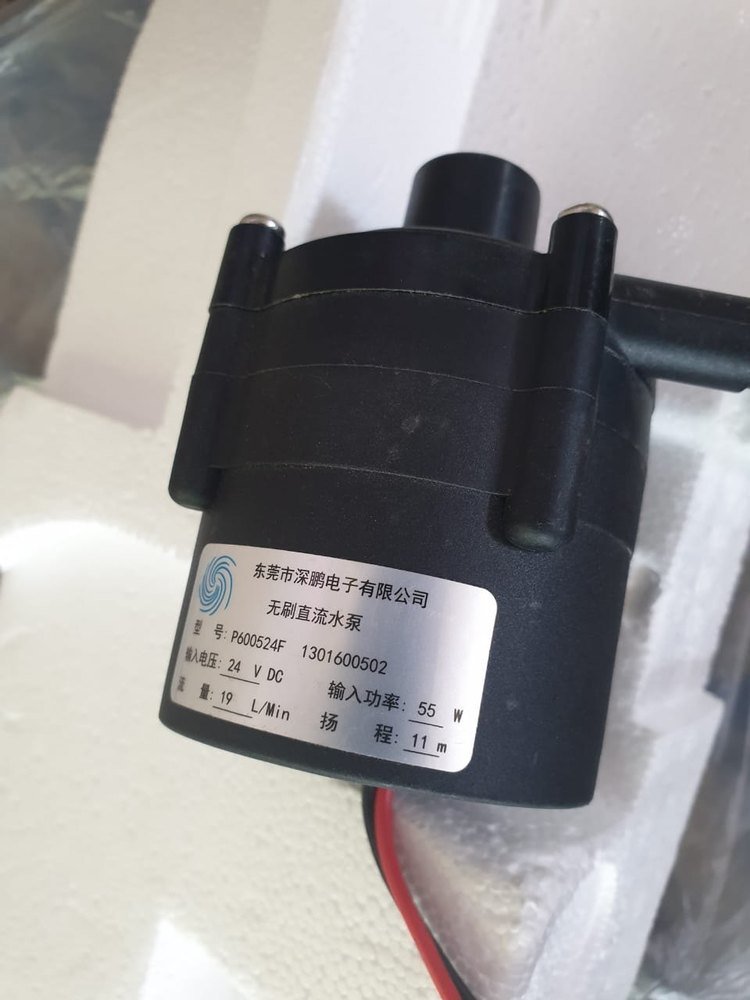 东莞市深鹏电子有限公司
无刷直流水泵
型 号: P600524F 1301600502
输入电压: 24 V DC 输入功率: 55 W
流 量: 19 L/Min 扬 程: 11 m